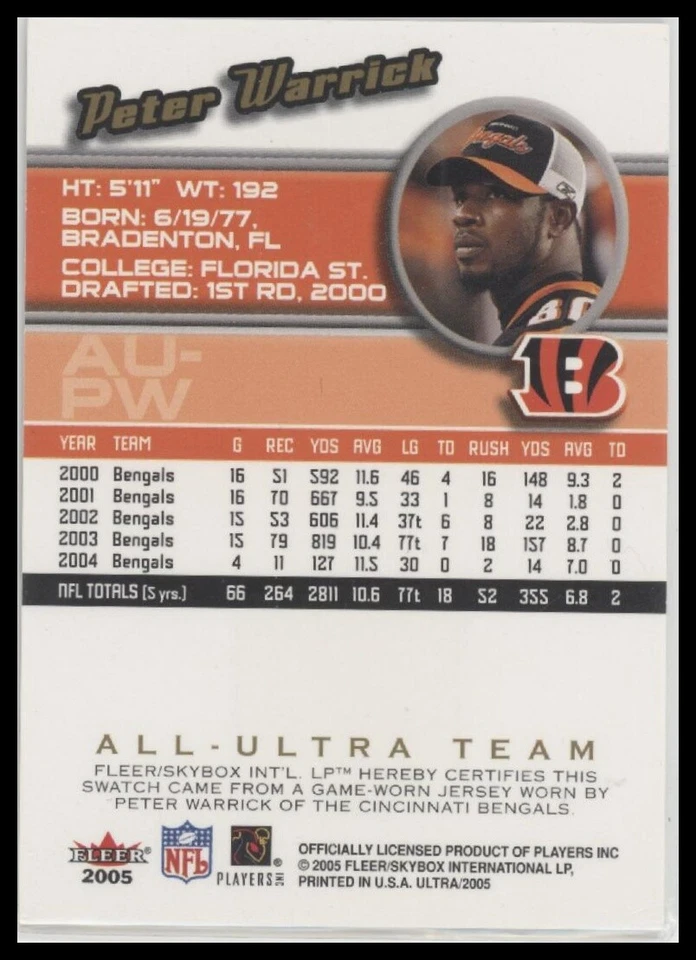 Peter Warrick
Bengals
80
HT: 5'11" WT: 192
BORN: 6/19/77,
BRADENTON, FL
COLLEGE: FLORIDA ST.
DRAFTED: 1ST RD, 2000
AU-
PW
B
YEAR TEAM G REC YDS AVG LG TD RUSH YDS AVG TD
2000 Bengals 16 51 592 11.6 46 4 16 148 9.3 2
2001 Bengals 16 70 667 9.5 33 1 8 14 1.8 0
2002 Bengals 15 53 606 11.4 37t 6 8 22 2.8 0
2003 Bengals 15 79 819 10.4 77t 7 18 157 8.7 0
2004 Bengals 4 11 127 11.5 30 0 2 14 7.0 0
NFL TOTALS (5 yrs.) 66 264 2811 10.6 77t 18 52 355 6.8 2
ALL-ULTRA TEAM
FLEER/SKYBOX INT'L. LP™ HEREBY CERTIFIES THIS
SWATCH CAME FROM A GAME-WORN JERSEY WORN BY
PETER WARRICK OF THE CINCINNATI BENGALS.
FLEER®
2005
NFL
PLAYERS INC ®
OFFICIALLY LICENSED PRODUCT OF PLAYERS INC
© 2005 FLEER/SKYBOX INTERNATIONAL LP,
PRINTED IN U.S.A. ULTRA/2005